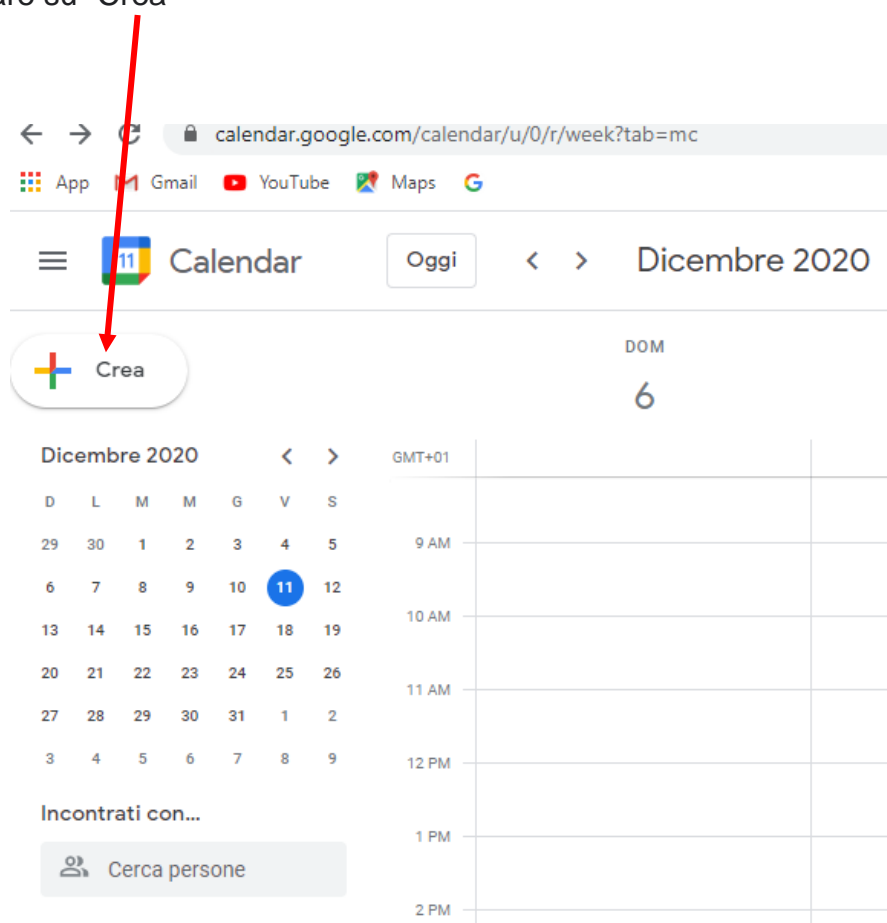 su "Crea"
calendar.google.com/calendar/u/0/r/week?tab=mc
App Gmail YouTube Maps G
11 Calendar Oggi < > Dicembre 2020
Crea
DOM
6
Dicembre 2020 < >
GMT+01
D L M M G V S
29 30 1 2 3 4 5
9 AM
6 7 8 9 10 11 12
10 AM
13 14 15 16 17 18 19
20 21 22 23 24 25 26
11 AM
27 28 29 30 31 1 2
3 4 5 6 7 8 9
12 PM
Incontrati con...
1 PM
Cerca persone
2 PM